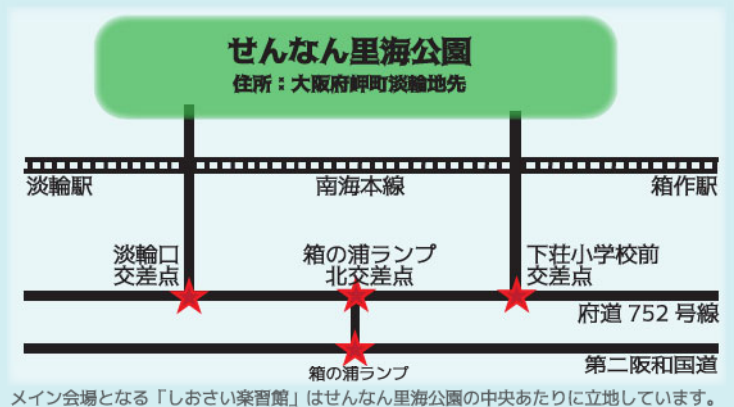 せんなん里海公園
住所：大阪府岬町淡輪地先
淡輪駅
南海本線
箱作駅
淡輪口
交差点
箱の浦ランプ
北交差点
下荘小学校前
交差点
府道 752 号線
箱の浦ランプ
第二阪和国道
メイン会場となる「しおさい楽習館」はせんなん里海公園の中央あたりに立地しています。